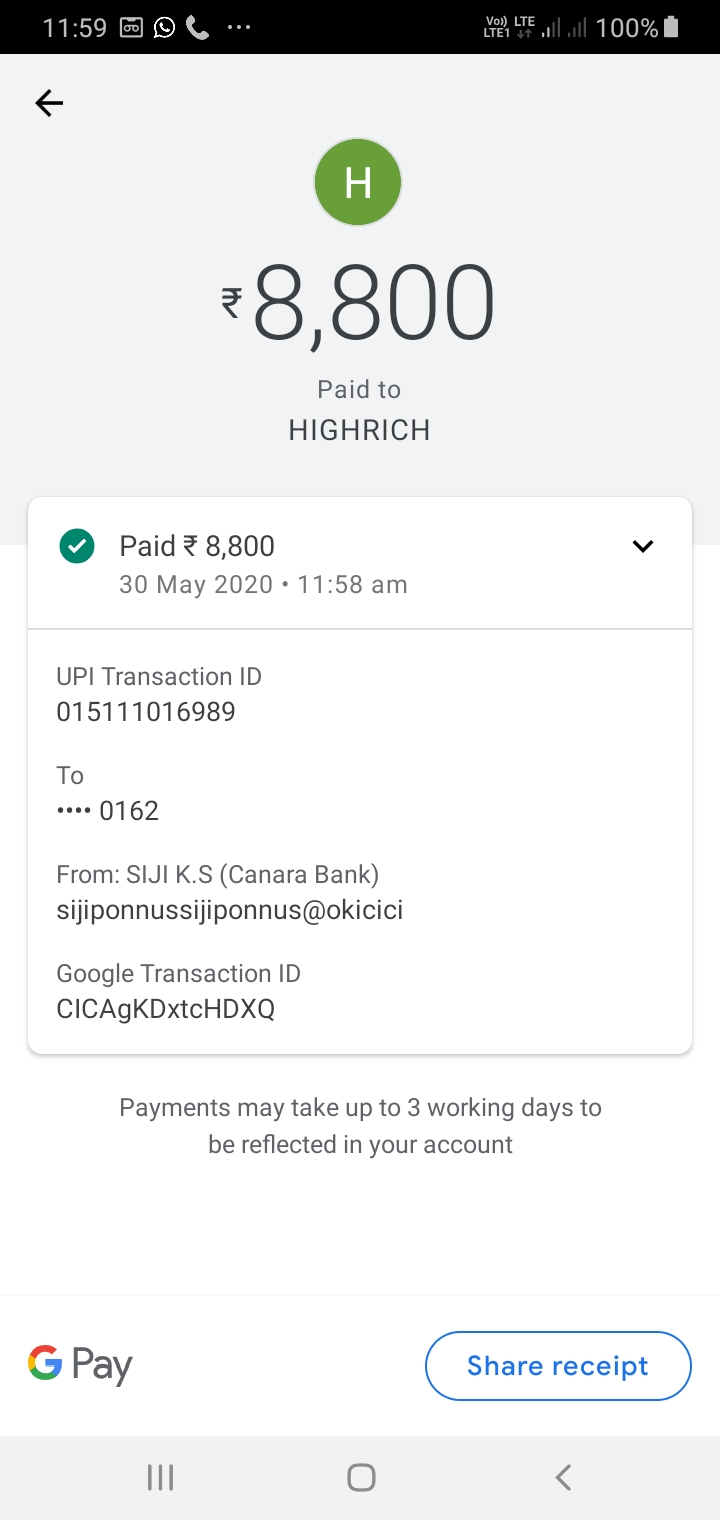 11:59 ... Vo)) LTE LTE1 100%
H
₹8,800
Paid to
HIGHRICH
Paid ₹ 8,800
30 May 2020 • 11:58 am
UPI Transaction ID
015111016989
To
•••• 0162
From: SIJI K.S (Canara Bank)
sijiponnussijiponnus@okicici
Google Transaction ID
CICAgKDxtcHDXQ
Payments may take up to 3 working days to
be reflected in your account
G Pay
Share receipt